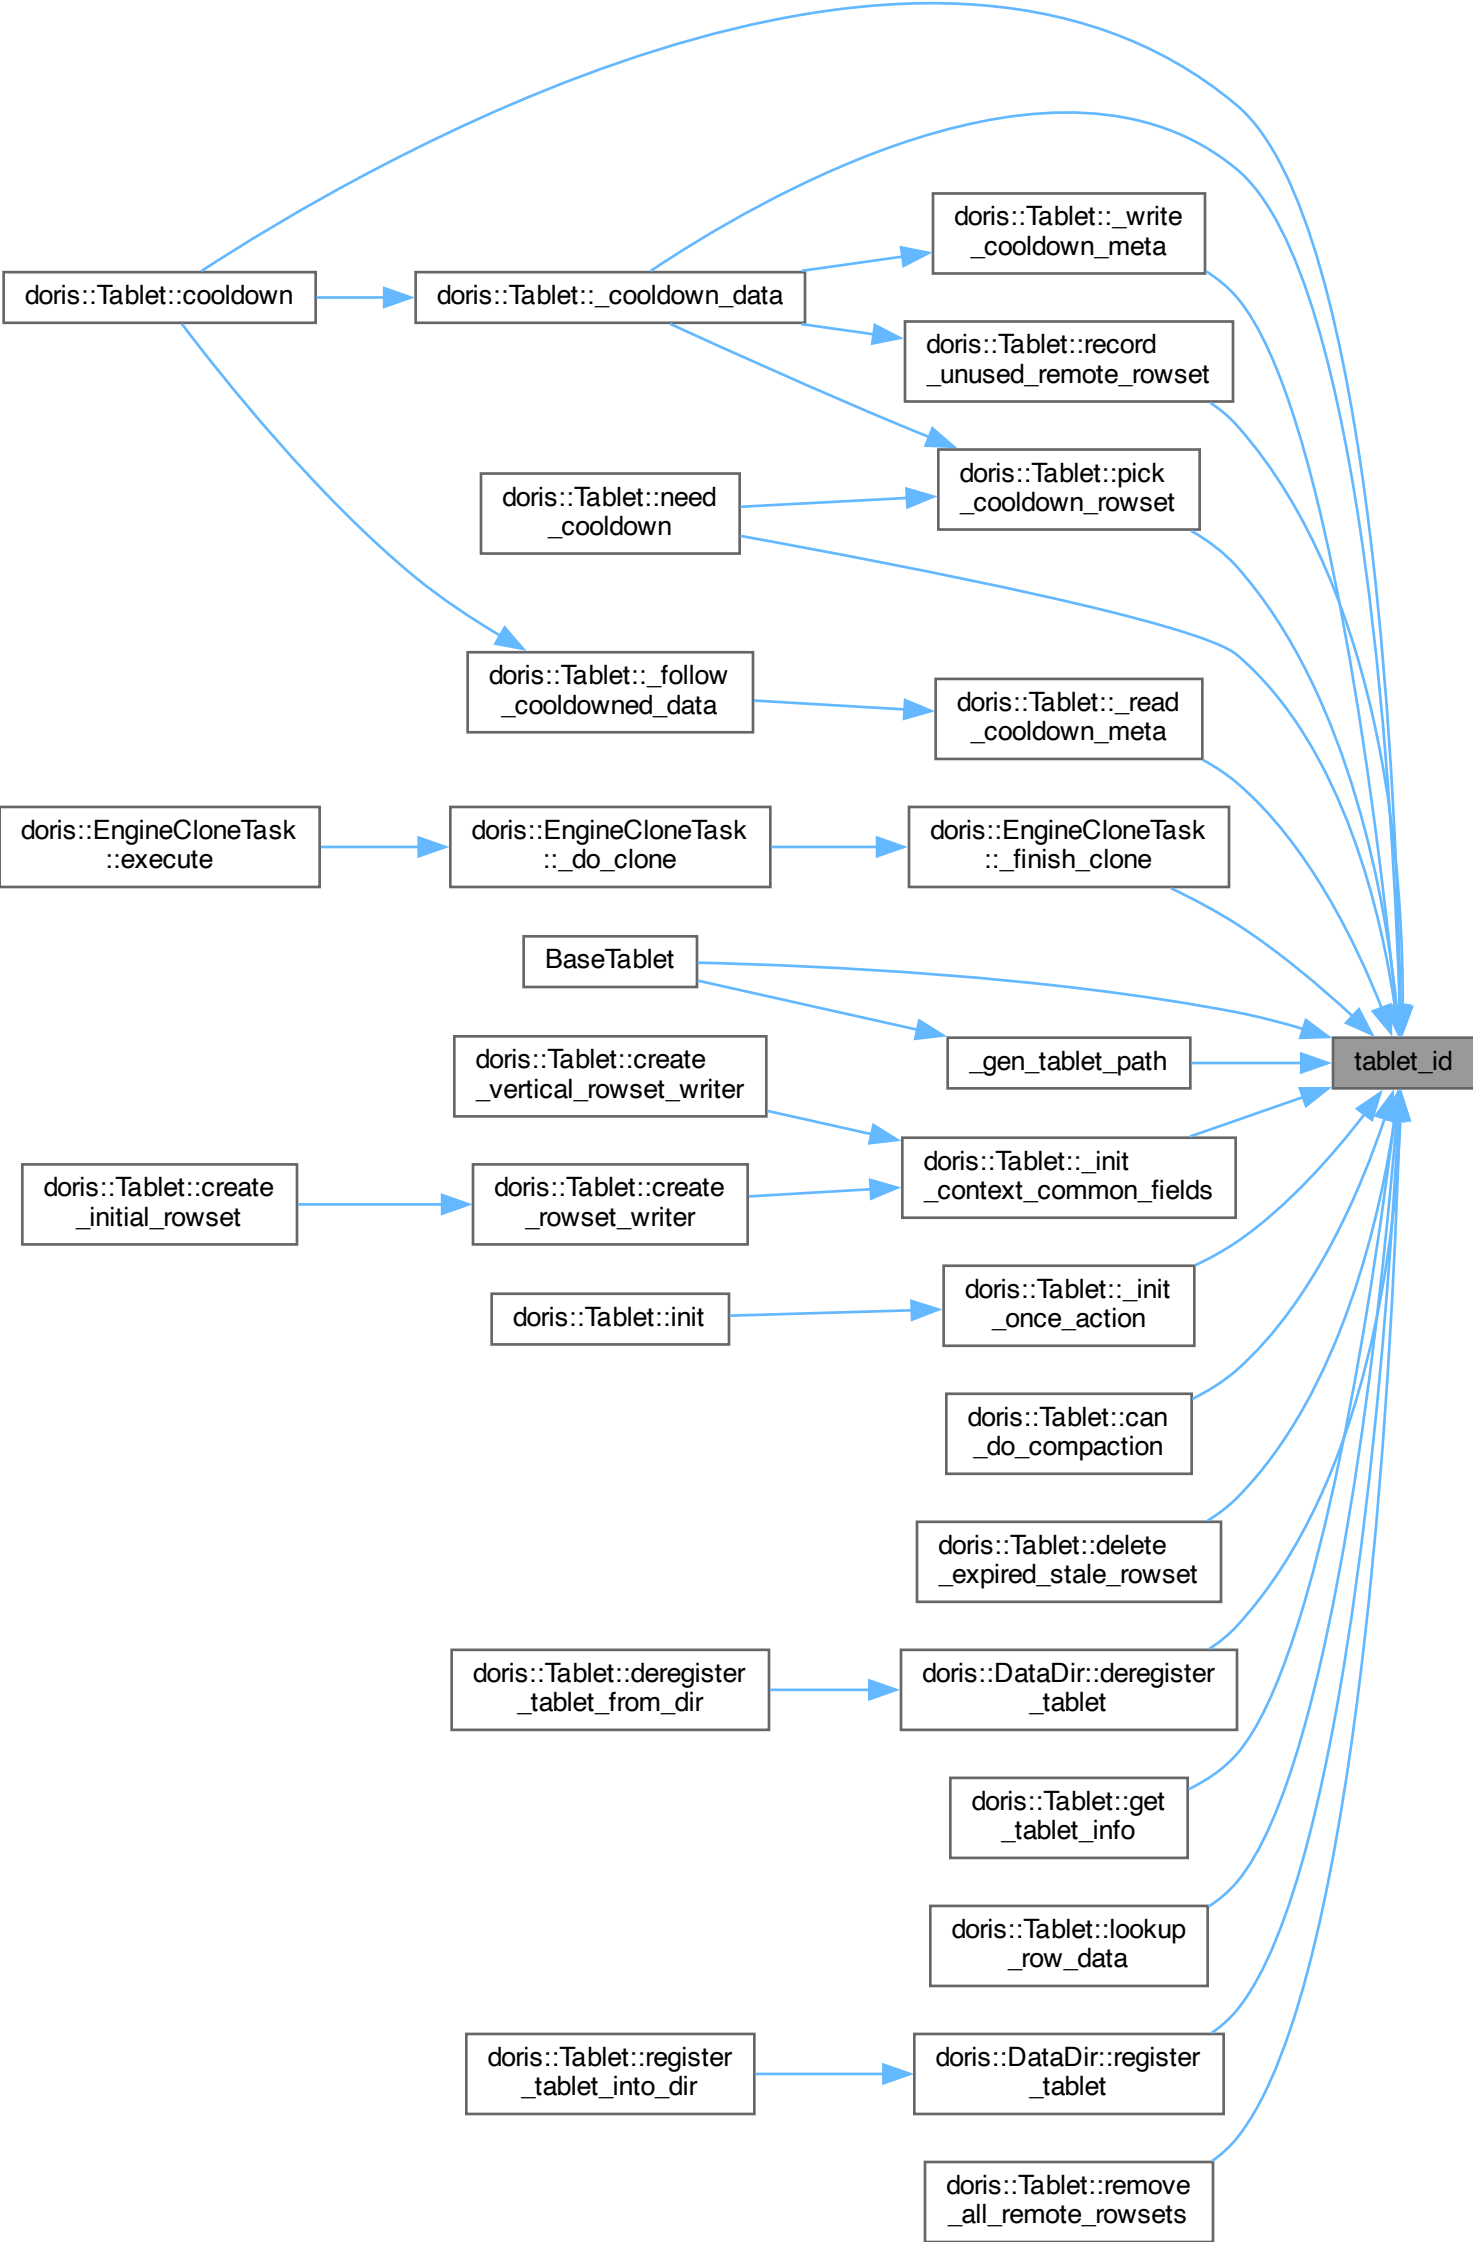 doris::Tablet::_write
_cooldown_meta
doris::Tablet::cooldown
doris::Tablet::_cooldown_data
doris::Tablet::record
_unused_remote_rowset
doris::Tablet::pick
_cooldown_rowset
doris::Tablet::need
_cooldown
doris::Tablet::_follow
_cooldowned_data
doris::Tablet::_read
_cooldown_meta
doris::EngineCloneTask
::execute
doris::EngineCloneTask
::_do_clone
doris::EngineCloneTask
::_finish_clone
BaseTablet
_gen_tablet_path
tablet_id
doris::Tablet::create
_vertical_rowset_writer
doris::Tablet::_init
_context_common_fields
doris::Tablet::create
_initial_rowset
doris::Tablet::create
_rowset_writer
doris::Tablet::init
doris::Tablet::_init
_once_action
doris::Tablet::can
_do_compaction
doris::Tablet::delete
_expired_stale_rowset
doris::Tablet::deregister
_tablet_from_dir
doris::DataDir::deregister
_tablet
doris::Tablet::get
_tablet_info
doris::Tablet::lookup
_row_data
doris::Tablet::register
_tablet_into_dir
doris::DataDir::register
_tablet
doris::Tablet::remove
_all_remote_rowsets